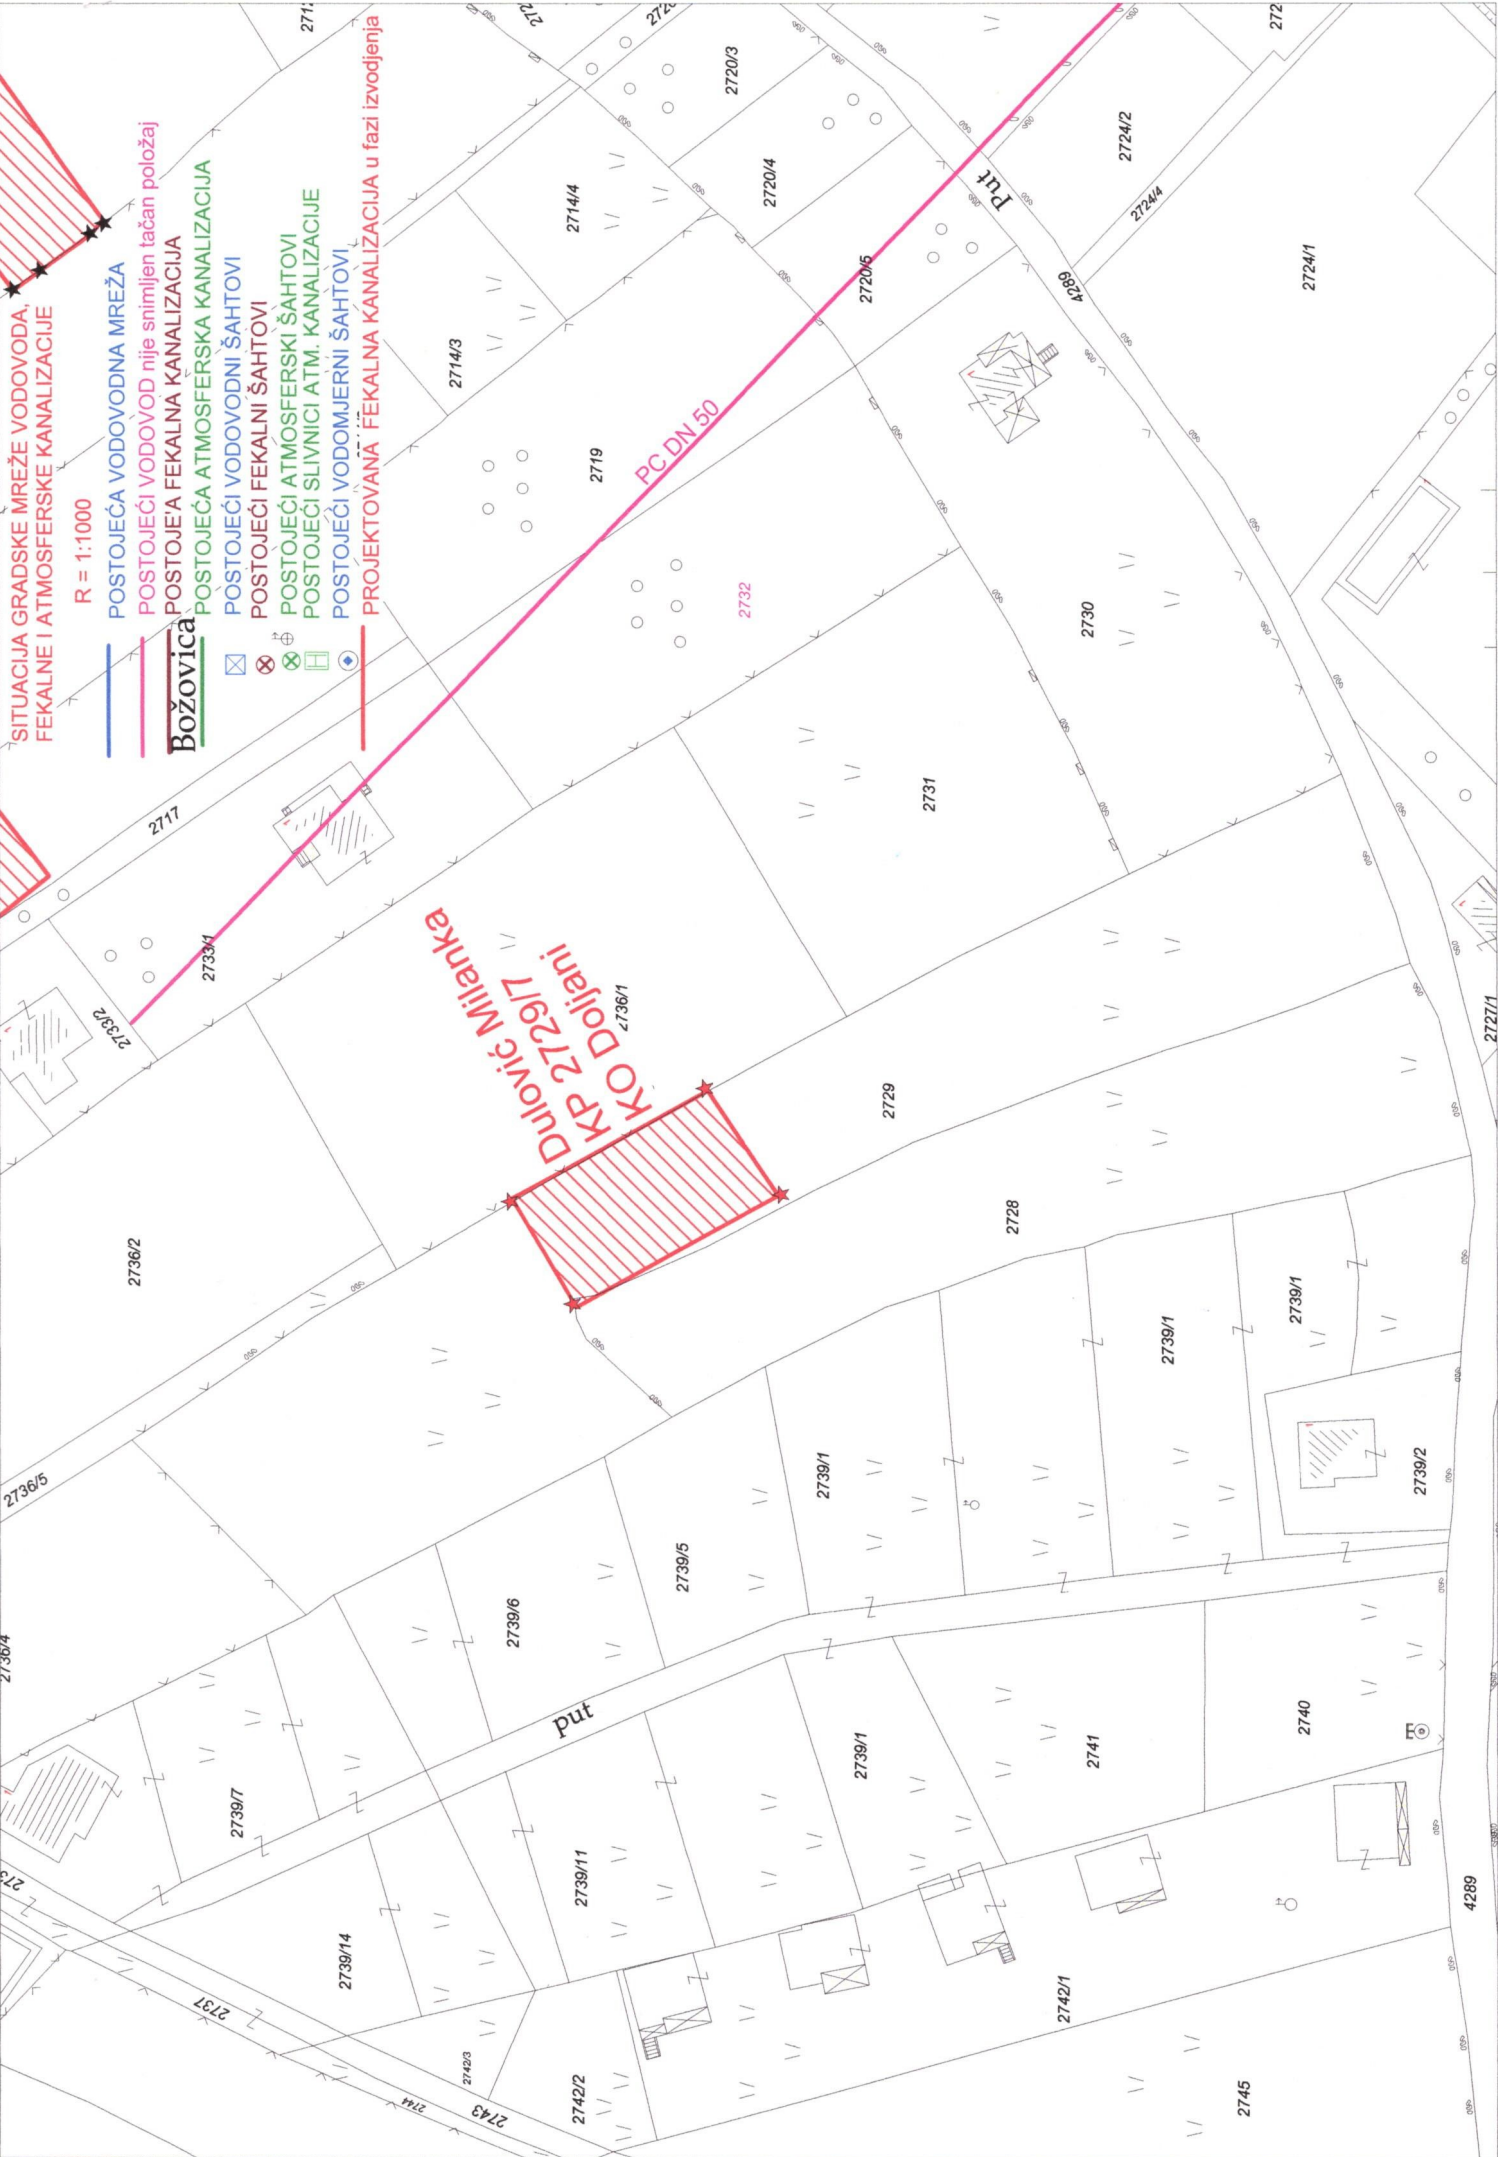 SITUACIJA GRADSKE MREŽE VODOVODA,
FEKALNE I ATMOSFERSKE KANALIZACIJE
R = 1:1000
POSTOJEĆA VODOVODNA MREŽA
POSTOJEĆI VODOVOD nije snimljen tačan položaj
POSTOJE'A FEKALNA KANALIZACIJA
POSTOJEĆA ATMOSFERSKA KANALIZACIJA
POSTOJEĆI VODOVODNI ŠAHTOVI
POSTOJEĆI FEKALNI ŠAHTOVI
POSTOJEĆI ATMOSFERSKI ŠAHTOVI
POSTOJEĆI SLIVNICI ATM. KANALIZACIJE
POSTOJEĆI VODOMJERNI ŠAHTOVI
PROJEKTOVANA FEKALNA KANALIZACIJA u fazi izvodjenja
Božovica
Dulović Milanka
KP 2729/7
KO Doljani
PC DN 50
2717
2733/1
2733/2
2736/1
2736/2
2736/5
2736/4
2714/3
2714/4
2719
2720/3
2720/4
2720/5
2732
2731
2730
2729
2728
2724/2
2724/4
2724/1
Put
4289
2727/1
2739/1
2739/1
2739/1
2739/2
2739/5
2739/6
2739/7
put
2739/1
2739/11
2739/14
2741
2740
2737
2742/3
2744
2743
2742/2
2742/1
2745
4289